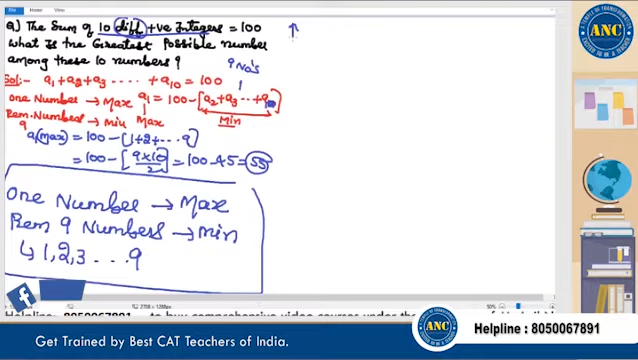 Q) The Sum of 10 diff +ve Integers = 100
What Is the Greatest Possible number
among these 10 numbers?
9 No's
Sol:- a1 + a2 + a3 ..... + a10 = 100
One Number → Max a1 = 100 - [a2 + a3 ... + a10]
Rem. Numbers → Min Max Min
9
a1(max) = 100 - [1+2+...9]
= 100 - [9×10/2] = 100-45 = 55
One Number → Max
Rem 9 Numbers → Min
↳ 1,2,3 ... 9
ANC
Helpline : 8050067891
Get Trained by Best CAT Teachers of India.